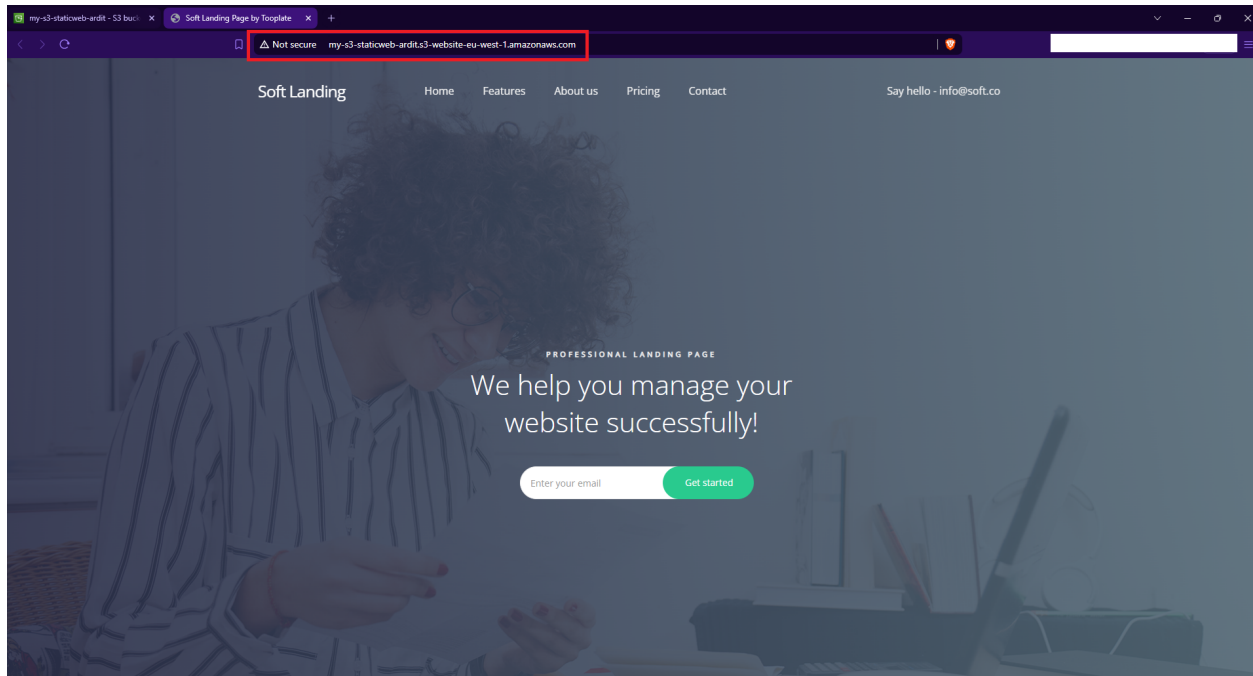 my-s3-staticweb-ardit - S3 buck
Soft Landing Page by Tooplate
Not secure my-s3-staticweb-ardit.s3-website-eu-west-1.amazonaws.com
Soft Landing Home Features About us Pricing Contact Say hello - info@soft.co
PROFESSIONAL LANDING PAGE
We help you manage your
website successfully!
Enter your email Get started